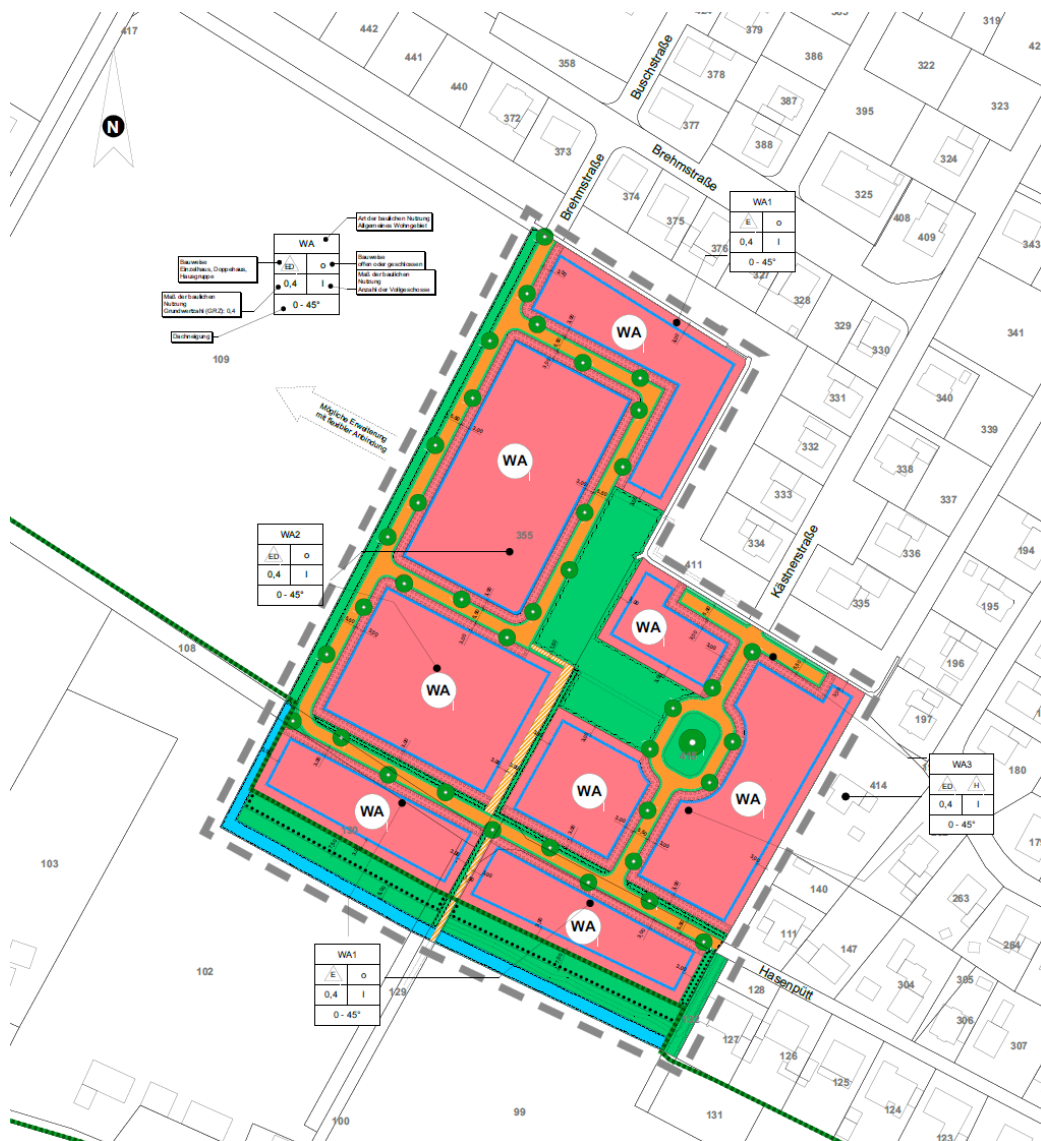 417
442
441
440
372
373
358
Buschstraße
379
378
377
386
387
388
395
322
319
323
324
325
408
409
343
341
N
Brehmstraße
Brehmstraße
374
375
376
327
328
329
330
331
332
333
334
340
339
338
337
336
335
194
195
196
197
180
Kästnerstraße
411
WA1
E
o
0,4
I
0 - 45°
Art der baulichen Nutzung
Allgemeines Wohngebiet
WA
ED
o
0,4
I
0 - 45°
Bauweise
Einzelhaus, Doppelhaus,
Hausgruppe
Bauweise
offen oder geschlossen
Maß der baulichen
Nutzung
Anzahl der Vollgeschosse
Maß der baulichen
Nutzung
Grundwertzahl (GRZ): 0,4
Dachneigung
109
Mögliche Erweiterung
mit flexibler Anbindung
WA
WA
355
WA2
ED
o
0,4
I
0 - 45°
WA
WA
WA
WA
WA
WA
108
103
102
129
100
99
WA3
ED
H
0,4
I
0 - 45°
414
WA1
E
o
0,4
I
0 - 45°
Hasenpütt
140
111
147
128
127
126
125
124
123
131
263
264
304
305
306
307